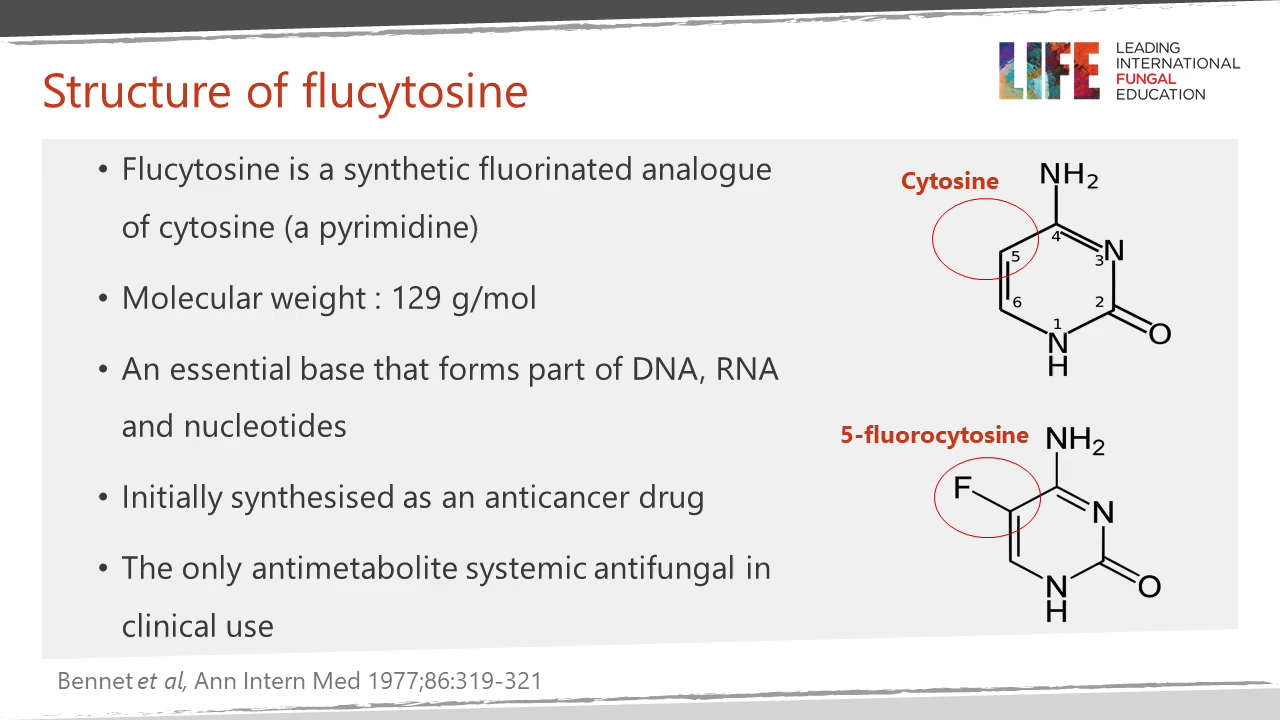 LIFE
LEADING
INTERNATIONAL
FUNGAL
EDUCATION
Structure of flucytosine
• Flucytosine is a synthetic fluorinated analogue
of cytosine (a pyrimidine)
• Molecular weight : 129 g/mol
• An essential base that forms part of DNA, RNA
and nucleotides
• Initially synthesised as an anticancer drug
• The only antimetabolite systemic antifungal in
clinical use
Cytosine
NH2
4
N
3
5
6
2
1
N
H
O
5-fluorocytosine
NH2
F
N
N
H
O
Bennet et al, Ann Intern Med 1977;86:319-321